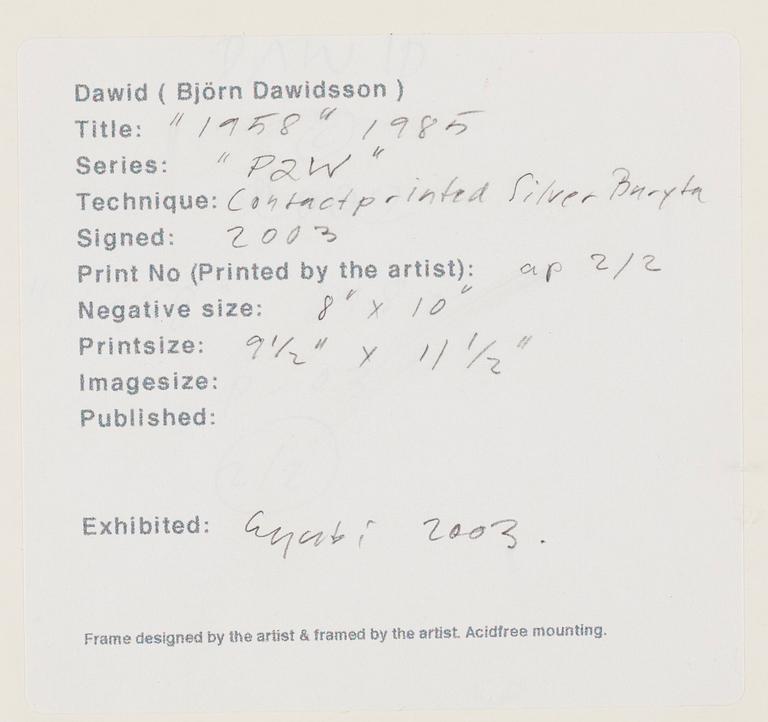 Dawid ( Björn Dawidsson )
Title: "1958" 1985
Series: "P2W"
Technique: Contactprinted Silver Baryta
Signed: 2003
Print No (Printed by the artist): ap 2/2
Negative size: 8" x 10"
Printsize: 9 1/2" x 11 1/2"
Imagesize:
Published:
Exhibited: 2003.
Frame designed by the artist & framed by the artist. Acidfree mounting.